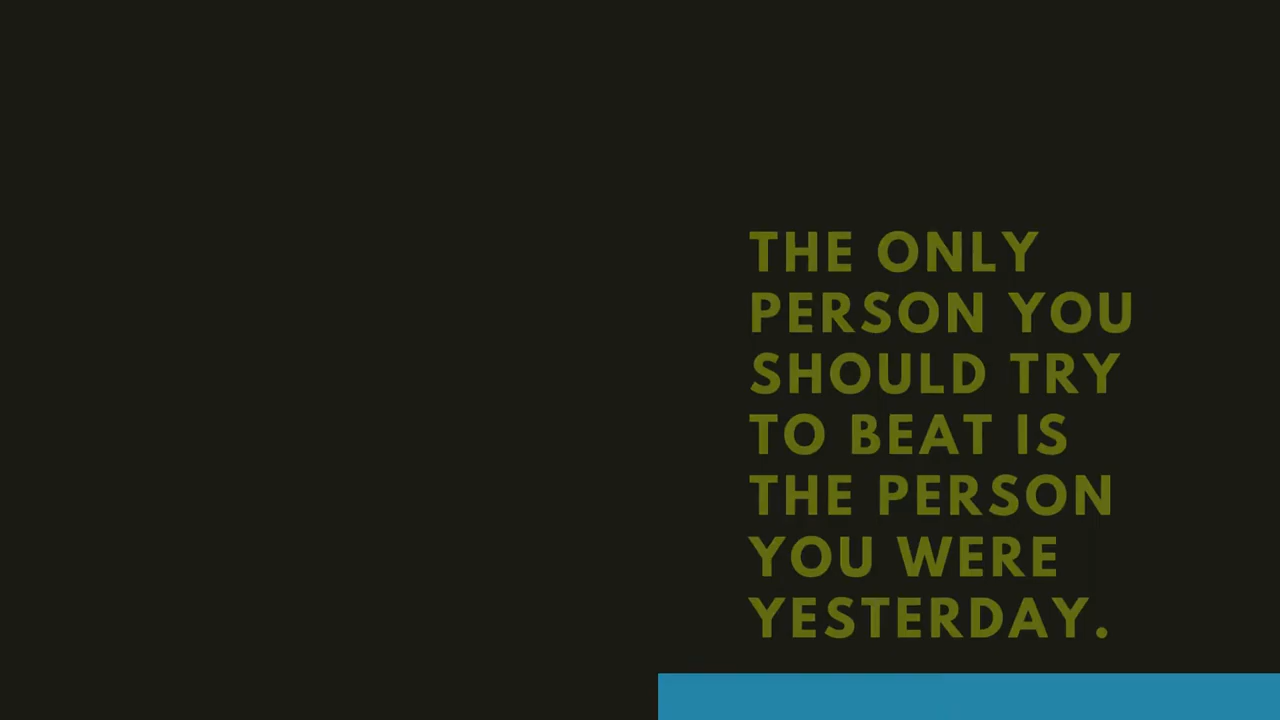 THE ONLY
PERSON YOU
SHOULD TRY
TO BEAT IS
THE PERSON
YOU WERE
YESTERDAY.